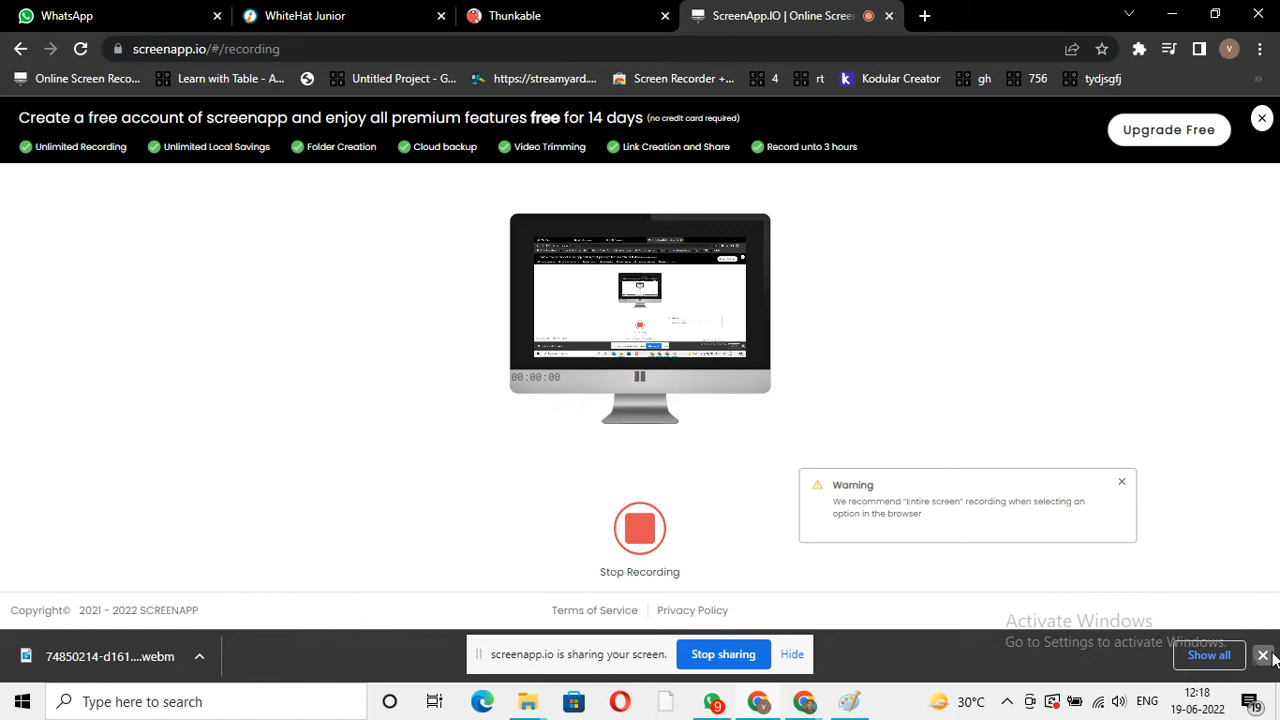 WhatsApp
WhiteHat Junior
Thunkable
ScreenApp.IO | Online Scree
screenapp.io/#/recording
V
Online Screen Reco...
Learn with Table - A...
Untitled Project - G...
https://streamyard....
Screen Recorder +...
4
rt
Kodular Creator
gh
756
tydjsgfj
Create a free account of screenapp and enjoy all premium features free for 14 days (no credit card required)
Upgrade Free
Unlimited Recording
Unlimited Local Savings
Folder Creation
Cloud backup
Video Trimming
Link Creation and Share
Record unto 3 hours
00:00:00
Warning
We recommend "Entire screen" recording when selecting an
option in the browser
Stop Recording
Copyright© 2021 - 2022 SCREENAPP
Terms of Service
Privacy Policy
Activate Windows
Go to Settings to activate Windows.
74850214-d161....webm
screenapp.io is sharing your screen.
Stop sharing
Hide
Show all
Type here to search
9
30°C
ENG
12:18
19-06-2022
19